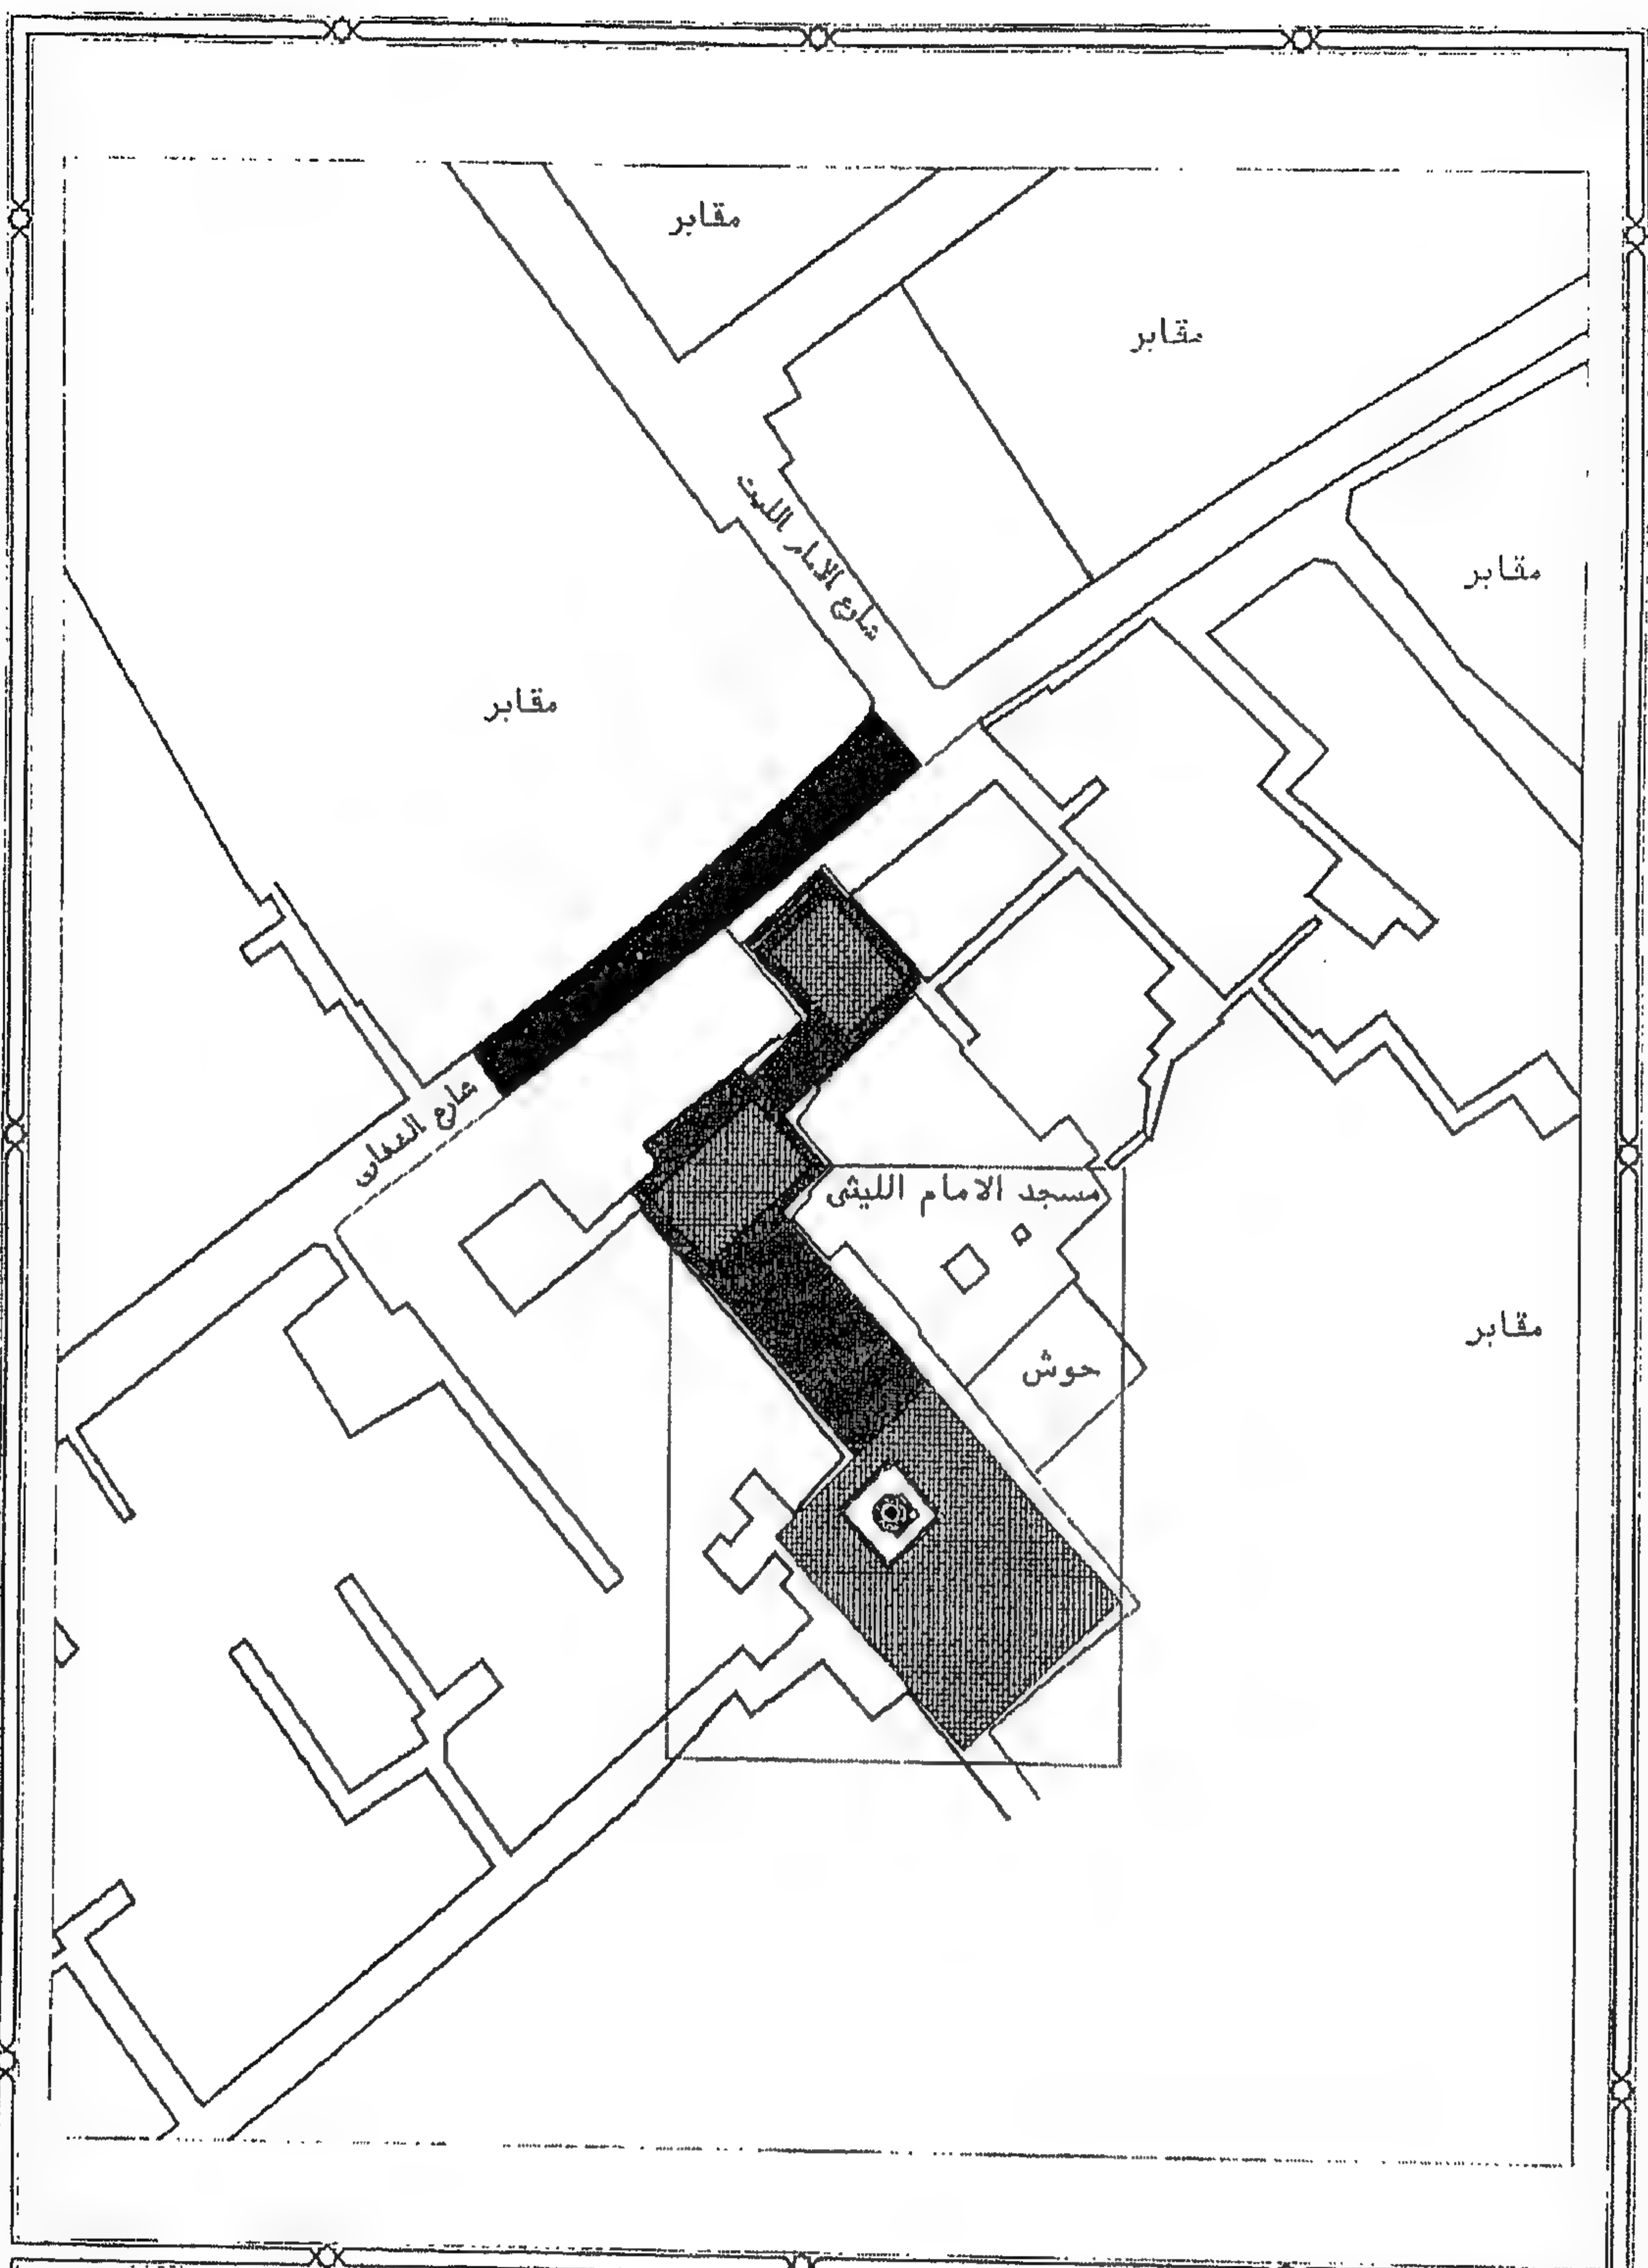 مقابر
مقابر
شارع الامام الليث
مقابر
مقابر
شارع
مسجد الامام الليثى
مقابر
حوش